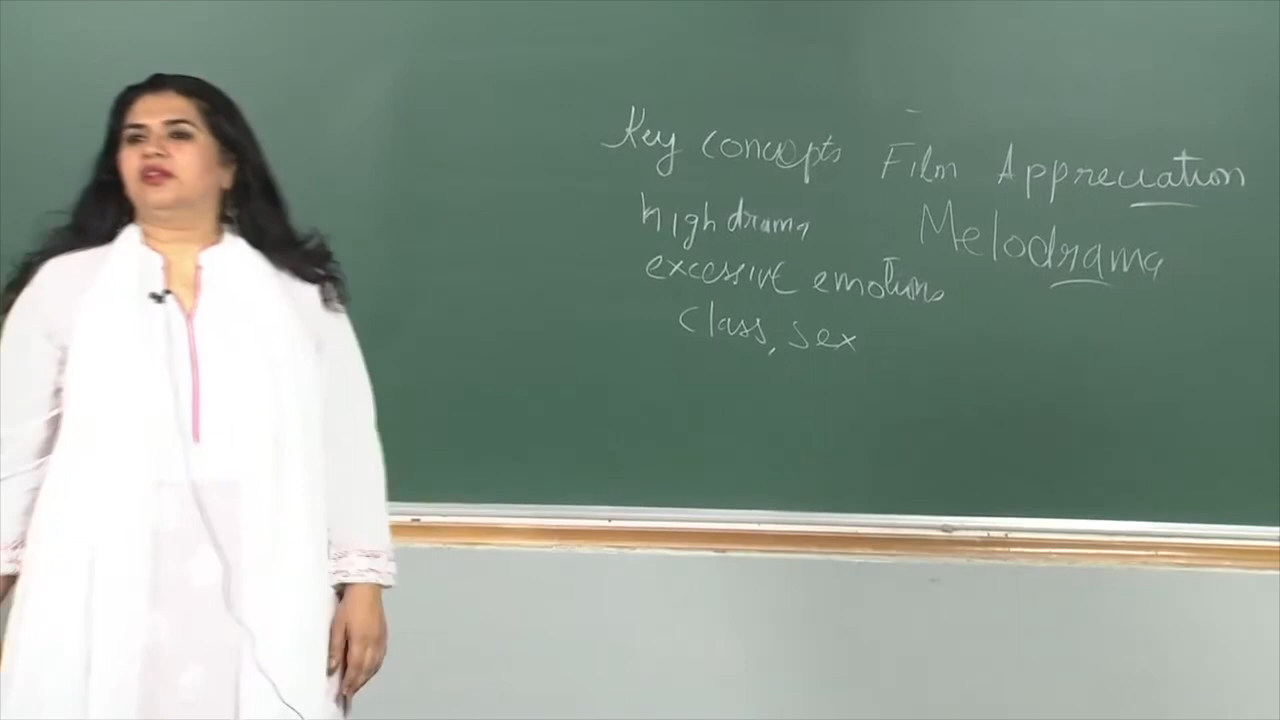 Key concepts Film Appreciation
high drama Melodrama
excessive emotions
class, sex